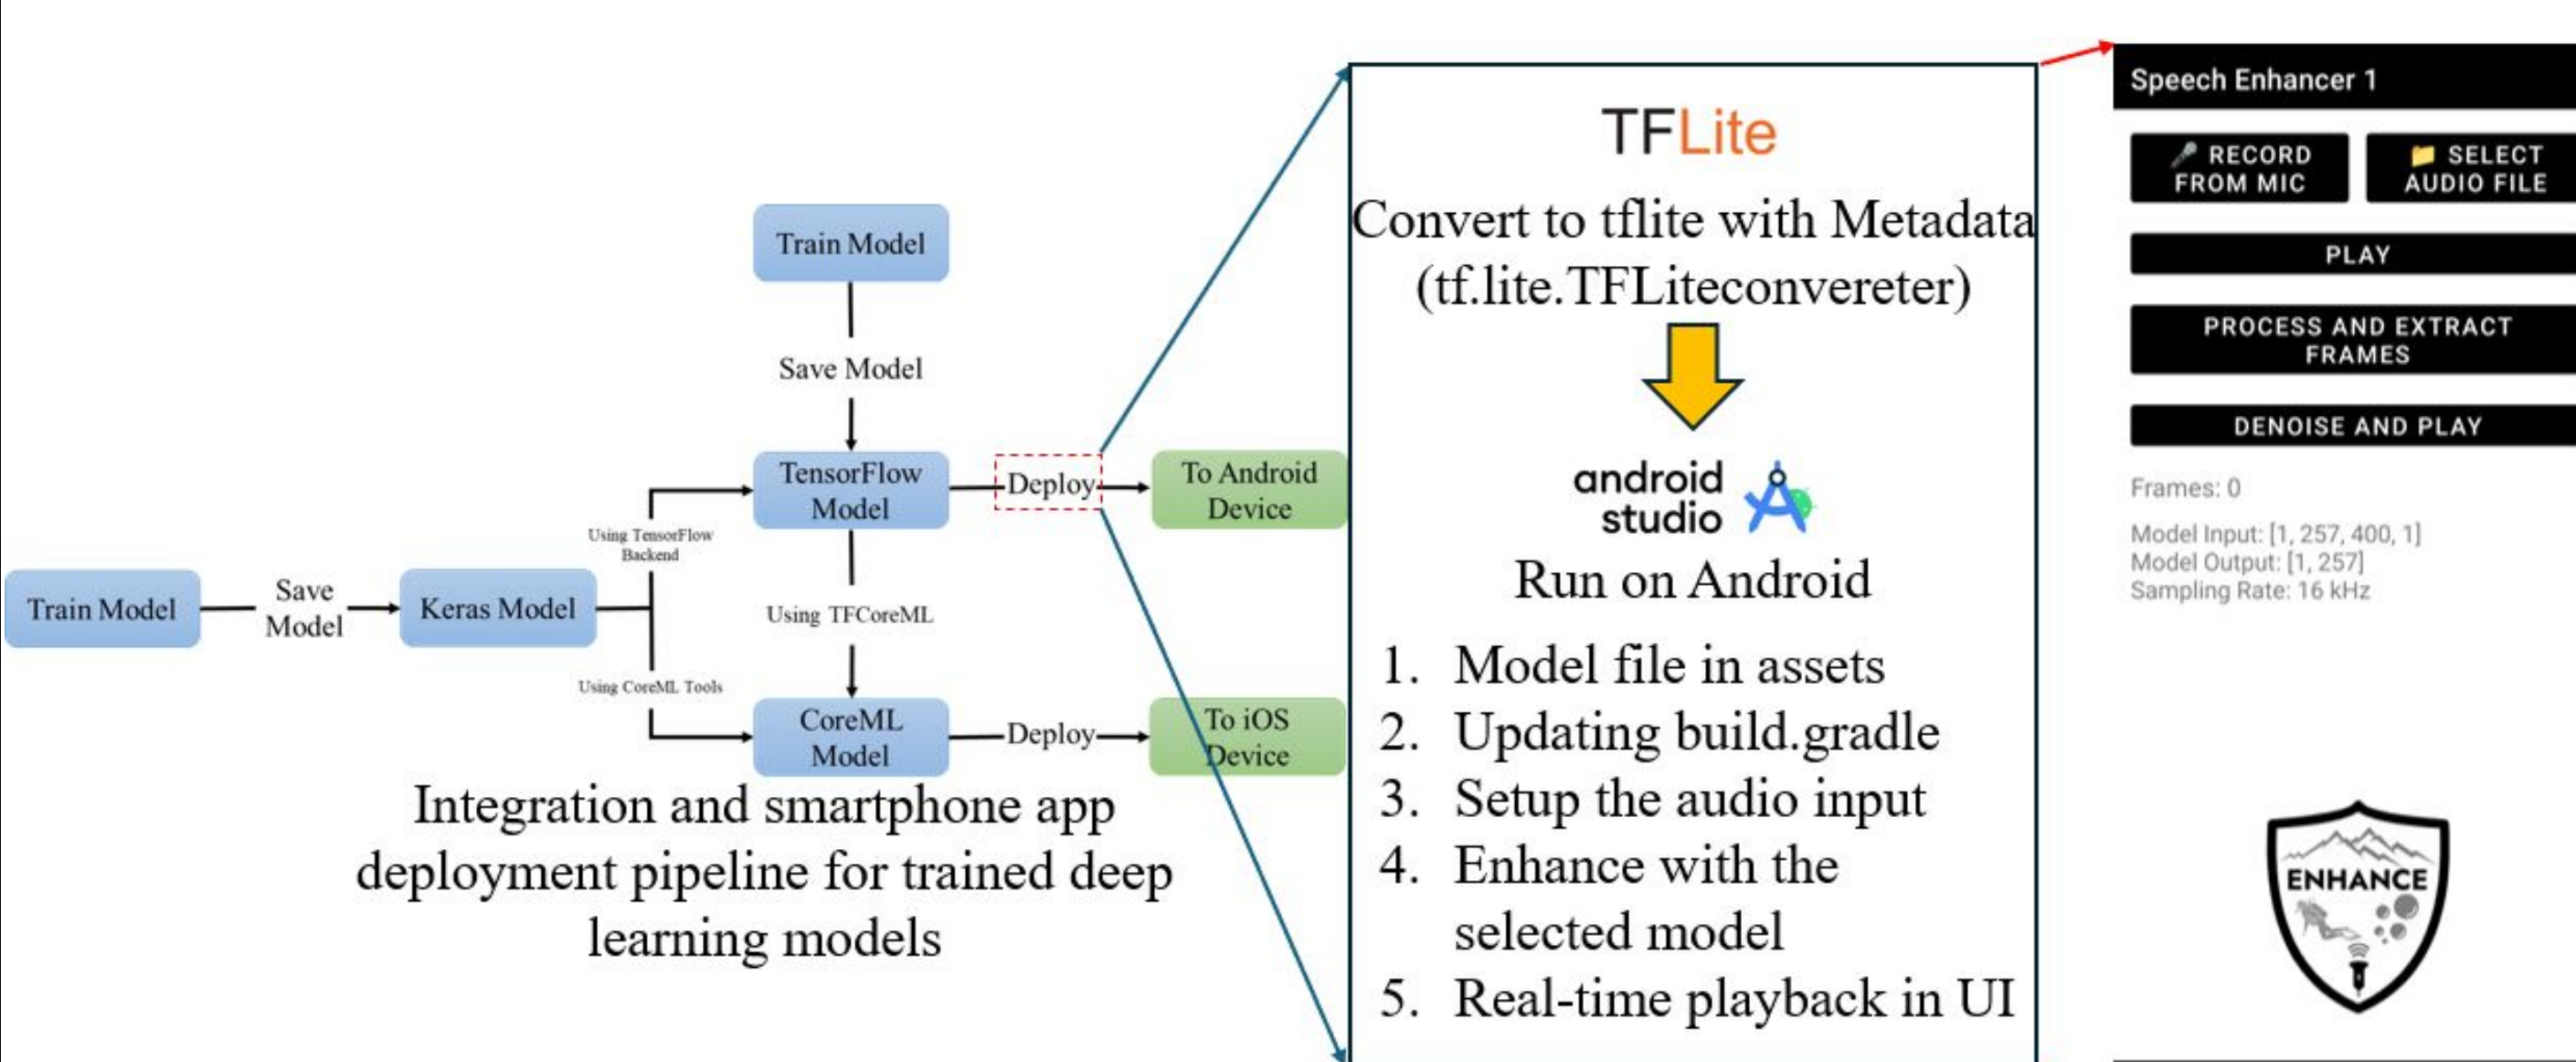 Train Model
Save Model
TensorFlow
Model
Deploy
To Android
Device
Using TensorFlow
Backend
Train Model
Save
Model
Keras Model
Using TFCoreML
Using CoreML Tools
CoreML
Model
Deploy
To iOS
Device
Integration and smartphone app
deployment pipeline for trained deep
learning models
TFLite
Convert to tflite with Metadata
(tf.lite.TFLiteconvereter)
android
studio
Run on Android
1. Model file in assets
2. Updating build.gradle
3. Setup the audio input
4. Enhance with the
selected model
5. Real-time playback in UI
Speech Enhancer 1
RECORD
FROM MIC
SELECT
AUDIO FILE
PLAY
PROCESS AND EXTRACT
FRAMES
DENOISE AND PLAY
Frames: 0
Model Input: [1, 257, 400, 1]
Model Output: [1, 257]
Sampling Rate: 16 kHz
ENHANCE